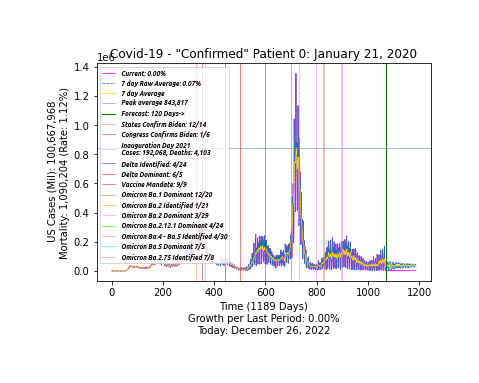 Covid-19 - "Confirmed" Patient 0: January 21, 2020
1e6
US Cases (Mil): 100,667,968
Mortality: 1,090,204 (Rate: 1.12%)
1.4
1.2
1.0
0.8
0.6
0.4
0.2
0.0
Current: 0.00%
7 day Raw Average: 0.07%
7 day Average
Peak average 843,817
Forecast: 120 Days->
States Confirm Biden: 12/14
Congress Confirms Biden: 1/6
Inauguration Day 2021
Cases: 192,068, Deaths: 4,103
Delta Identified: 4/24
Delta Dominant: 6/5
Vaccine Mandate: 9/9
Omicron Ba.1 Dominant 12/20
Omicron Ba.2 Identified 1/21
Omicron Ba.2 Dominant 3/29
Omicron Ba.2.12.1 Dominant 4/24
Omicron Ba.4 - Ba.5 Identified 4/30
Omicron Ba.5 Dominant 7/5
Omicron Ba.2.75 Identified 7/8
0 200 400 600 800 1000 1200
Time (1189 Days)
Growth per Last Period: 0.00%
Today: December 26, 2022